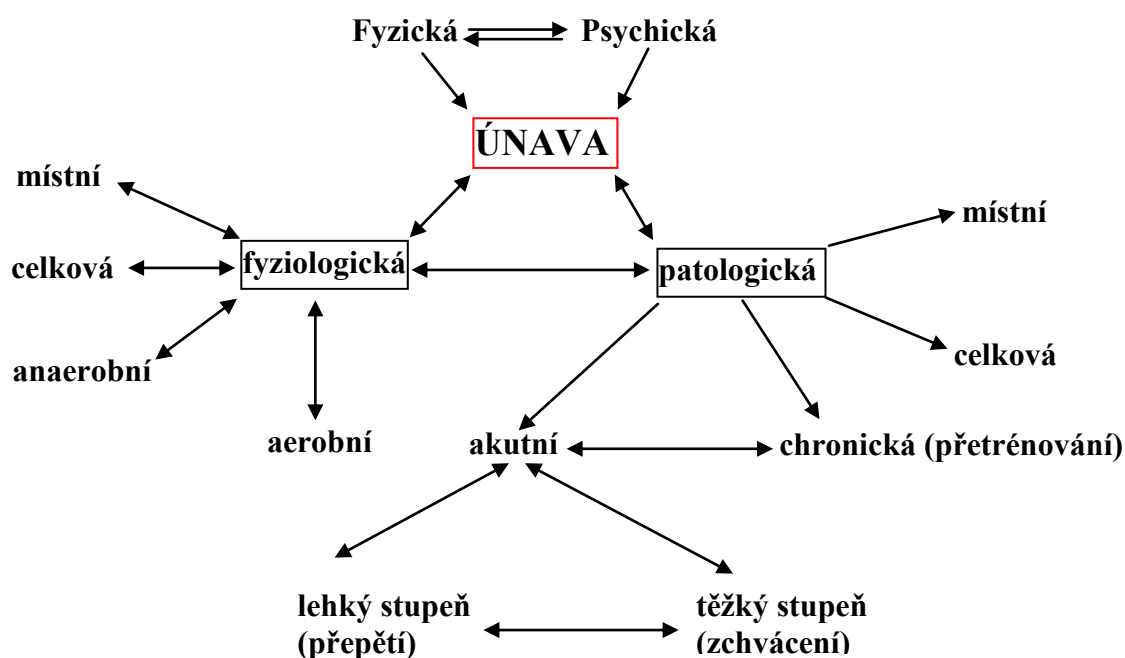 Fyzická Psychická
ÚNAVA
místní
místní
fyziologická
patologická
celková
celková
anaerobní
aerobní
akutní
chronická (přetrénování)
lehký stupeň
(přepětí)
těžký stupeň
(zchvácení)